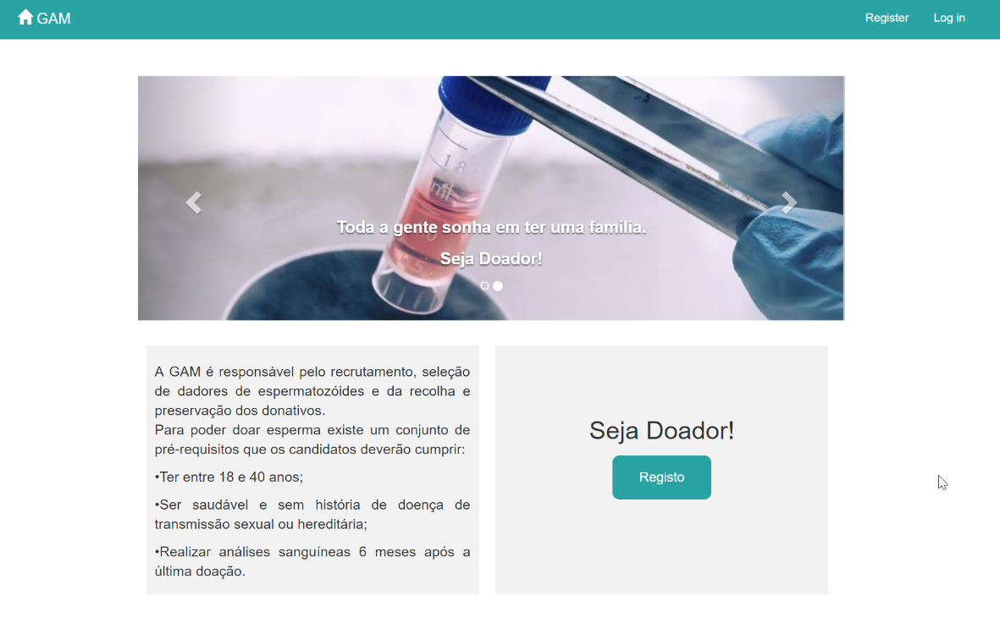 GAM
Register
Log in
Toda a gente sonha em ter uma familia.
Seja Doador!
A GAM é responsável pelo recrutamento, seleção
de dadores de espermatozóides e da recolha e
preservação dos donativos.
Para poder doar esperma existe um conjunto de
pré-requisitos que os candidatos deverão cumprir:
•Ter entre 18 e 40 anos;
•Ser saudável e sem história de doença de
transmissão sexual ou hereditária;
•Realizar análises sanguíneas 6 meses após a
última doação.
Seja Doador!
Registo